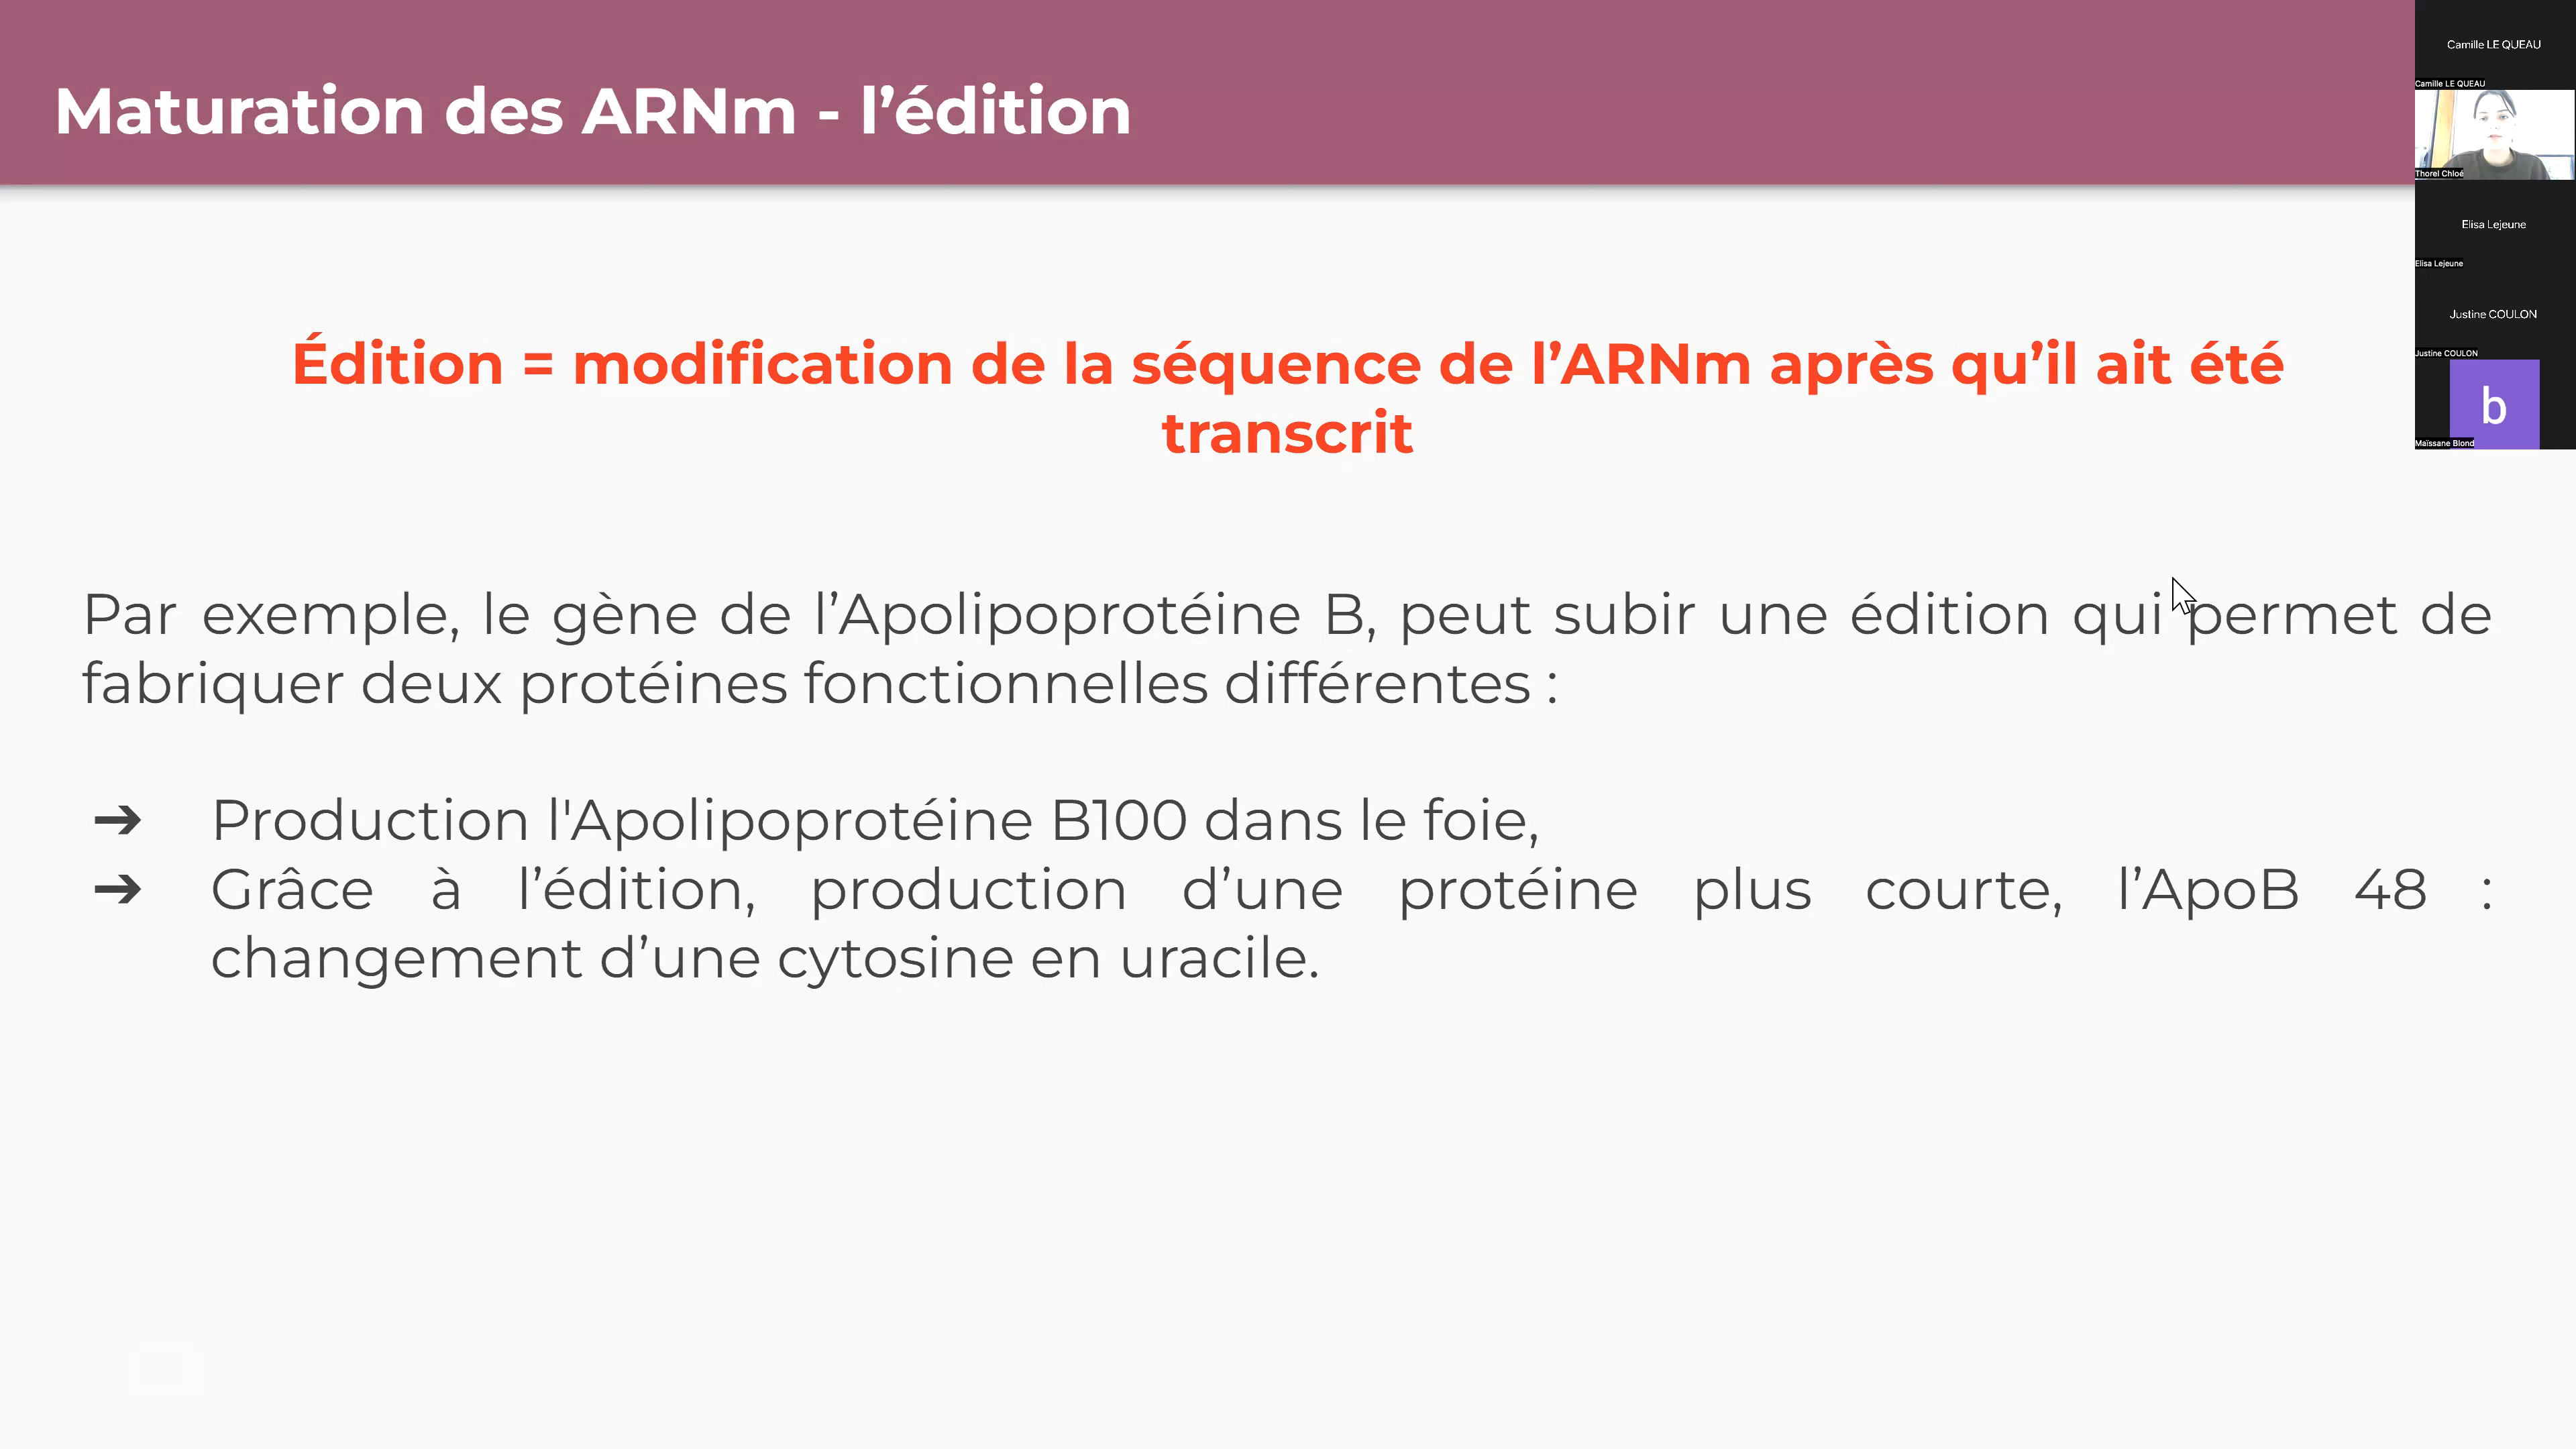 Maturation des ARNm - l’édition
Édition = modification de la séquence de l’ARNm après qu’il ait été
transcrit
Par exemple, le gène de l’Apolipoprotéine B, peut subir une édition qui permet de
fabriquer deux protéines fonctionnelles différentes :
➔ Production l'Apolipoprotéine B100 dans le foie,
➔ Grâce à l’édition, production d’une protéine plus courte, l’ApoB 48 :
changement d’une cytosine en uracile.
Camille LE QUEAU
Camille LE QUEAU
Thorel Chloé
Elisa Lejeune
Elisa Lejeune
Justine COULON
Justine COULON
b
Maïssane Blond